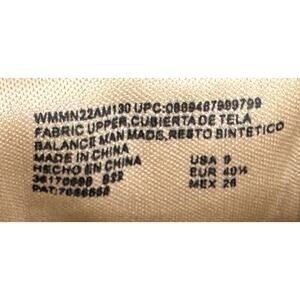 WMMN22AM130 UPC:0889487999799
FABRIC UPPER,CUBIERTA DE TELA
BALANCE MAN MADE,RESTO SINTETICO
MADE IN CHINA
HECHO EN CHINA
USA 9
EUR 40½
MEX 26